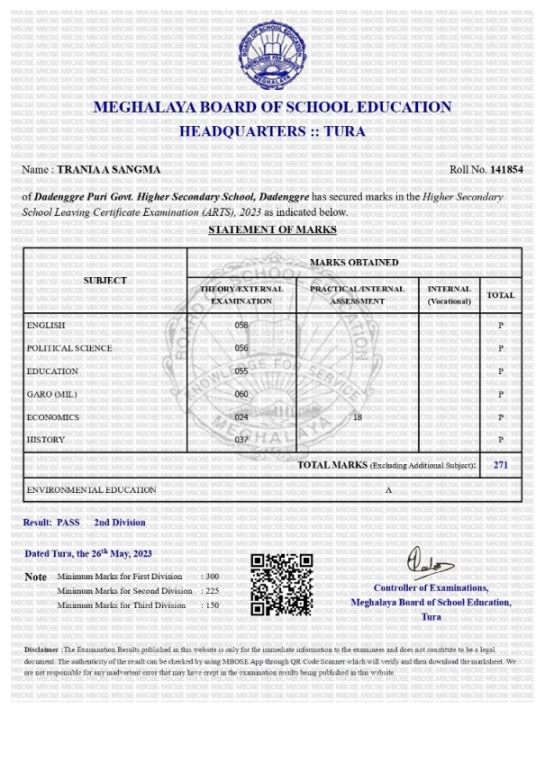 BOARD OF SCHOOL EDUCATION
KNOWLEDGE FOR SERVICE
MEGHALAYA
MEGHALAYA BOARD OF SCHOOL EDUCATION
HEADQUARTERS :: TURA
Name : TRANIA A SANGMA Roll No. 141854
of Dadenggre Puri Govt. Higher Secondary School, Dadenggre has secured marks in the Higher Secondary
School Leaving Certificate Examination (ARTS), 2023 as indicated below.
STATEMENT OF MARKS
SUBJECT
MARKS OBTAINED
THEORY/EXTERNAL EXAMINATION
PRACTICAL/INTERNAL ASSESSMENT
INTERNAL (Vocational)
TOTAL
ENGLISH 058 P
POLITICAL SCIENCE 056 P
EDUCATION 055 P
GARO (MIL) 060 P
ECONOMICS 024 18 P
HISTORY 037 P
TOTAL MARKS (Excluding Additional Subject): 271
ENVIRONMENTAL EDUCATION A
Result: PASS 2nd Division
Dated Tura, the 26th May, 2023
Note Minimum Marks for First Division : 300
Minimum Marks for Second Division : 225
Minimum Marks for Third Division : 150
Controller of Examinations,
Meghalaya Board of School Education,
Tura
Disclaimer : The Examination Results published in this website is only for the immediate information to the examinees and does not constitute to be a legal
document. The authenticity of the result can be checked by using MBOSE App through QR Code Scanner which will verify and then download the marksheet. We
are not responsible for any inadvertent error that may have crept in the examination results being published in this website.